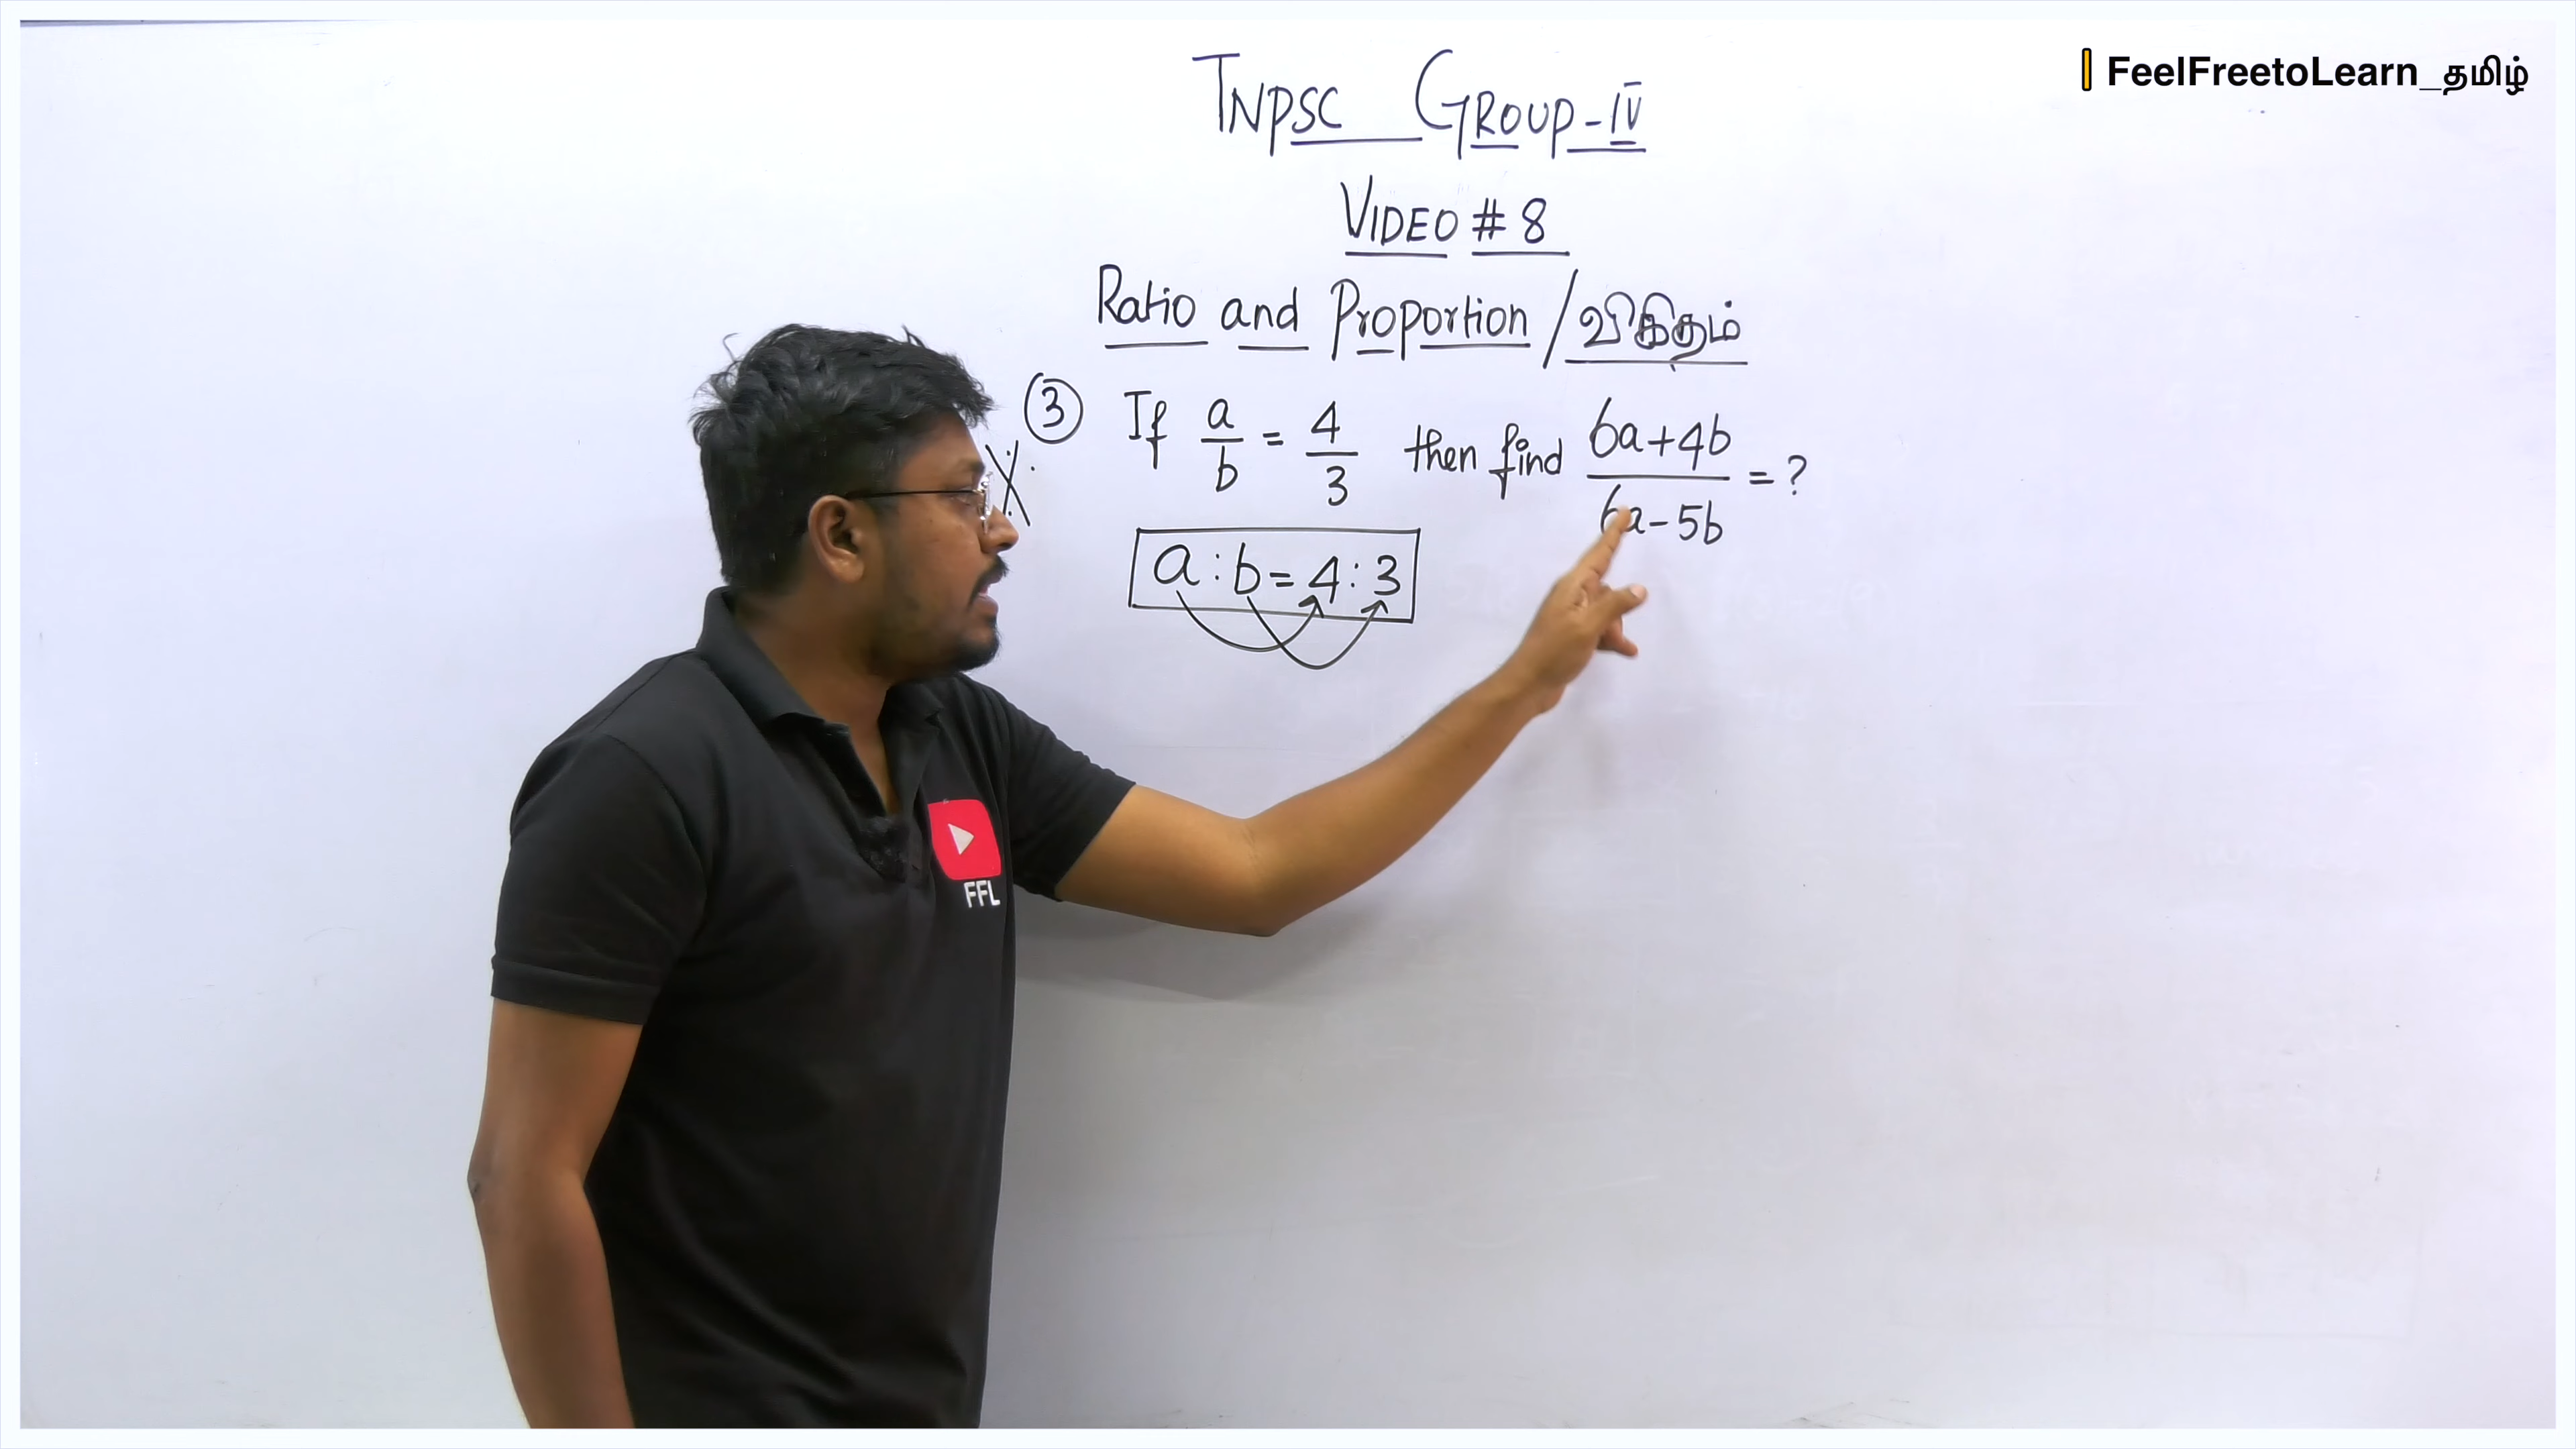 FeelFreetoLearn_தமிழ்
TNPSC GROUP-IV
VIDEO # 8
Ratio and Proportion / விகிதம்
3 If a/b = 4/3 then find 6a+4b/6a-5b = ?
a : b = 4 : 3
FFL